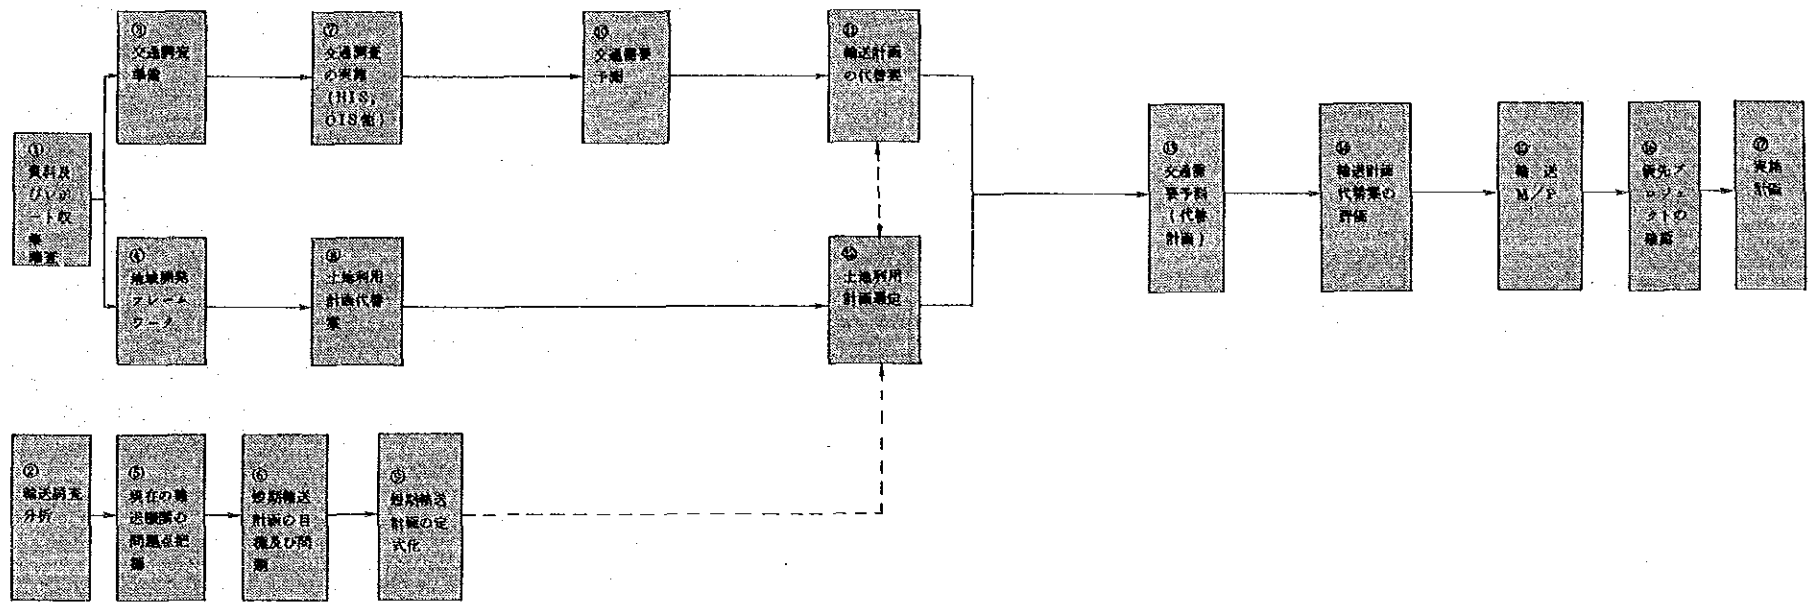 ①
資料及
びレポ
ート収
集
調査
③
交通調査
準備
④
地域開発
フレーム
ワーク
⑦
交通調査
の実施
(HIS,
OIS他)
⑧
土地利用
計画代替
案
⑩
交通需要
予測
⑪
輸送計画
の代替案
⑫
土地利用
計画選定
⑬
交通需
要予料
(代替
計画)
⑭
輸送計画
代替案の
評価
⑮
輸送
M/P
⑯
優先プ
ロジェ
クトの
確認
⑰
実施
計画
②
輸送調査
分析
⑤
現在の輸
送
の
問題点把
握
⑥
短期輸送
計画の目
標及び問
題
⑨
短期輸送
計画の定
式化